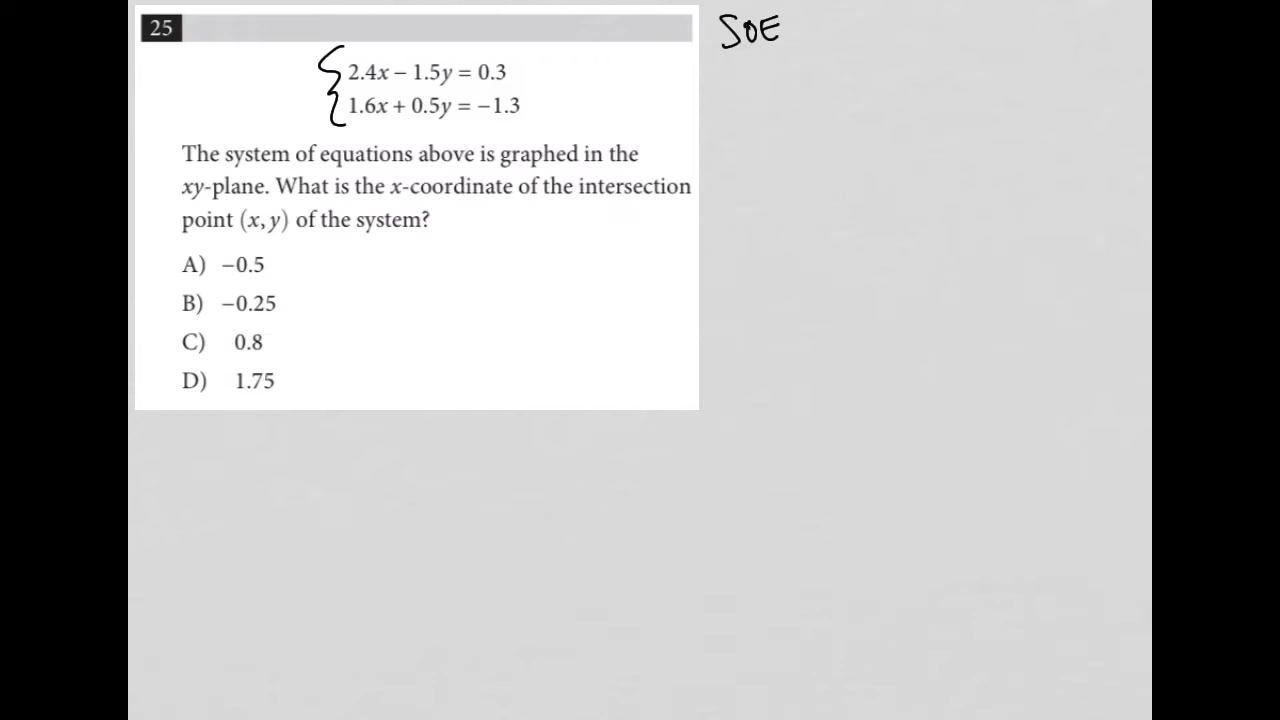 25
SOE
2.4x − 1.5y = 0.3
1.6x + 0.5y = −1.3
The system of equations above is graphed in the
xy-plane. What is the x-coordinate of the intersection
point (x, y) of the system?
A) −0.5
B) −0.25
C) 0.8
D) 1.75